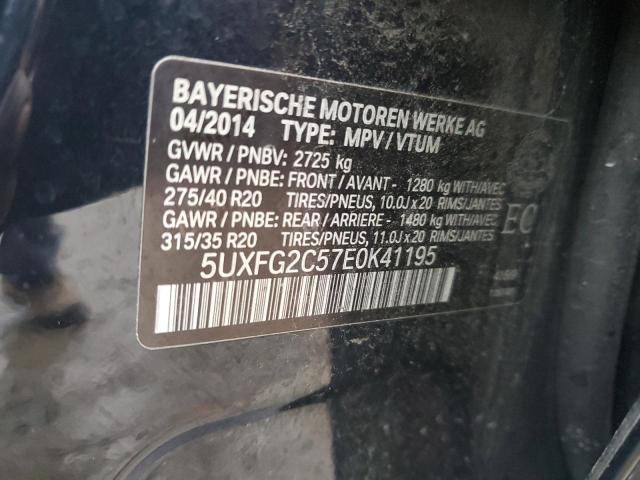 BAYERISCHE MOTOREN WERKE AG
04/2014 TYPE: MPV / VTUM
GVWR / PNBV: 2725 kg
GAWR / PNBE: FRONT / AVANT - 1280 kg WITH/AVEC
275/40 R20 TIRES/PNEUS, 10.0J x 20 RIMS/JANTES
GAWR / PNBE: REAR / ARRIERE - 1480 kg WITH/AVEC
315/35 R20 TIRES/PNEUS, 11.0J x 20 RIMS/JANTES
EC
5UXFG2C57E0K41195